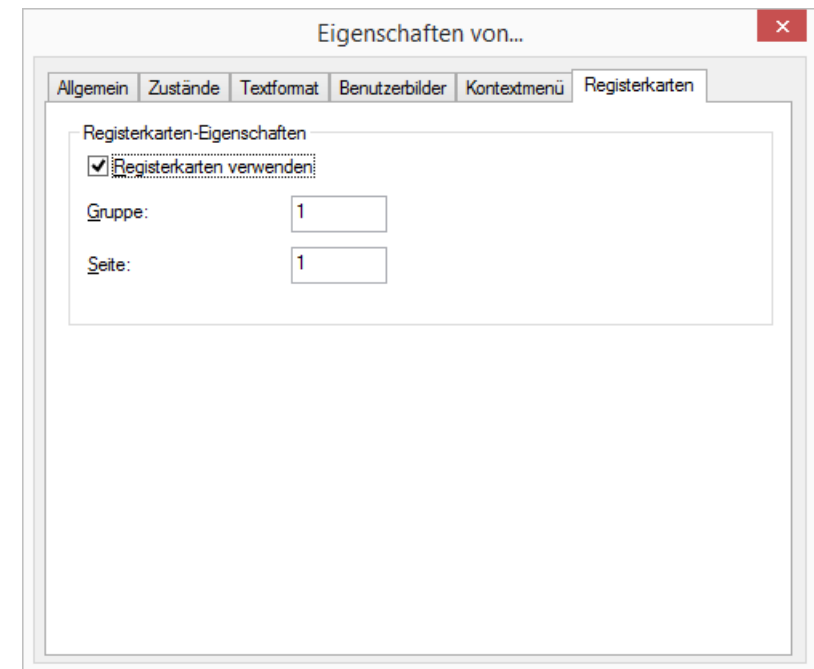 Eigenschaften von...
Allgemein Zustände Textformat Benutzerbilder Kontextmenü Registerkarten
Registerkarten-Eigenschaften
Registerkarten verwenden
Gruppe: 1
Seite: 1